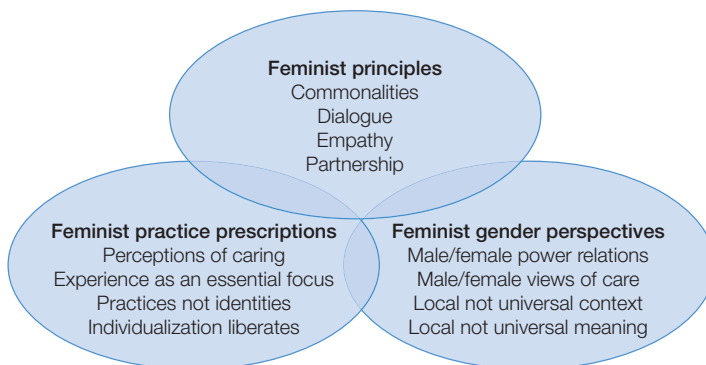 Feminist principles
Commonalities
Dialogue
Empathy
Partnership
Feminist practice prescriptions
Perceptions of caring
Experience as an essential focus
Practices not identities
Individualization liberates
Feminist gender perspectives
Male/female power relations
Male/female views of care
Local not universal context
Local not universal meaning